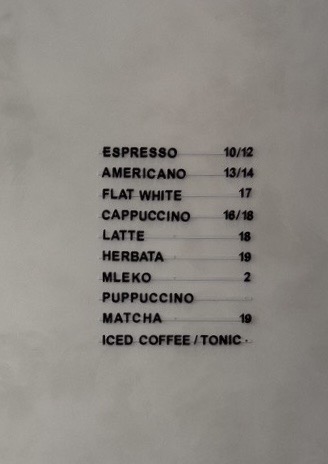 ESPRESSO 10/12
AMERICANO 13/14
FLAT WHITE 17
CAPPUCCINO 16/18
LATTE 18
HERBATA 19
MLEKO 2
PUPPUCCINO
MATCHA 19
ICED COFFEE / TONIC